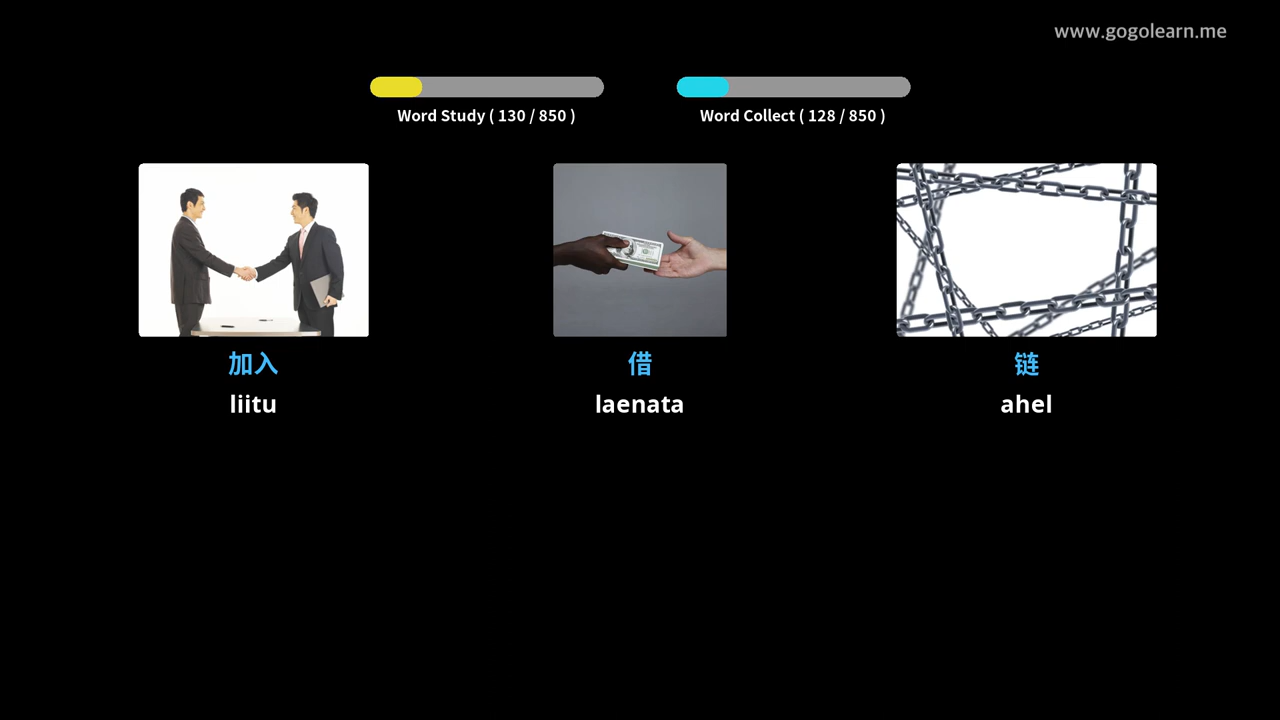 www.gogolearn.me
Word Study ( 130 / 850 )
Word Collect ( 128 / 850 )
加入
liitu
借
laenata
链
ahel